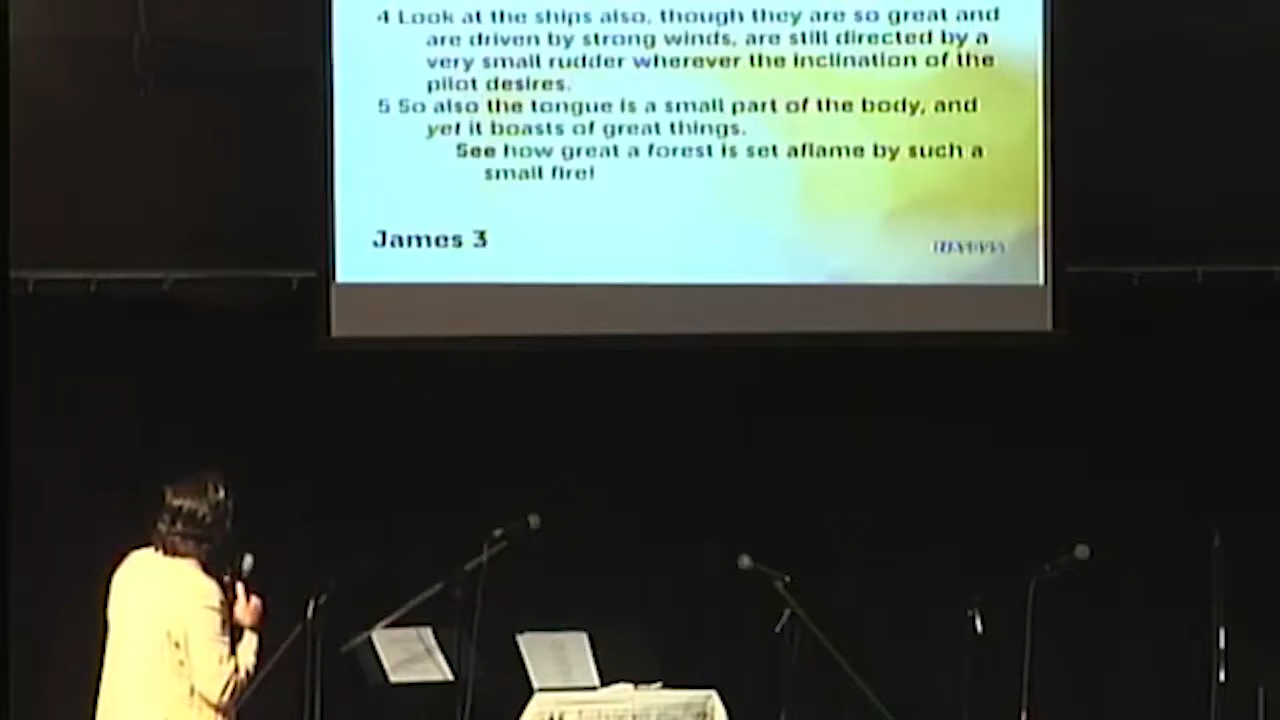 4 Look at the ships also, though they are so great and
are driven by strong winds, are still directed by a
very small rudder wherever the inclination of the
pilot desires.
5 So also the tongue is a small part of the body, and
yet it boasts of great things.
See how great a forest is set aflame by such a
small fire!
James 3